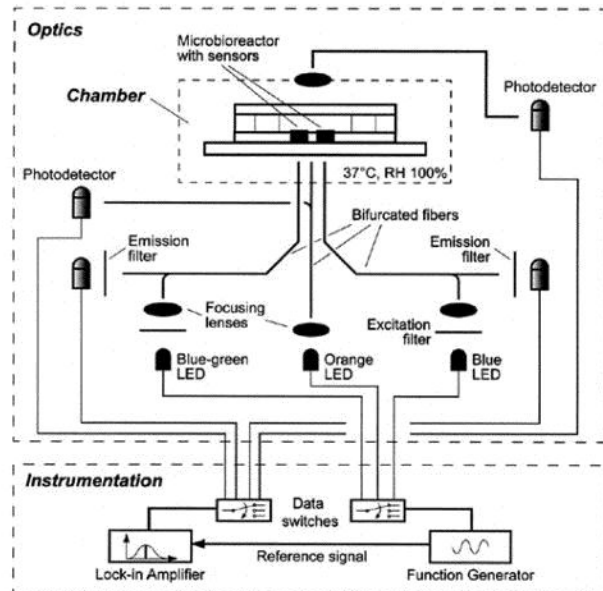 Optics
Microbioreactor
with sensors
Chamber
Photodetector
37°C, RH 100%
Photodetector
Bifurcated fibers
Emission
filter
Emission
filter
Focusing
lenses
Excitation
filter
Blue-green
LED
Orange
LED
Blue
LED
Instrumentation
Data
switches
Reference signal
Lock-in Amplifier
Function Generator